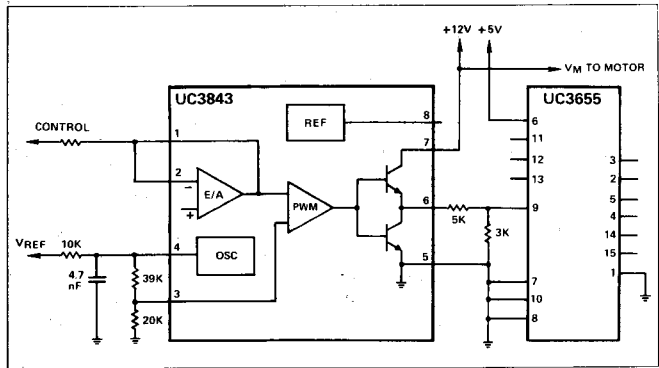 +12V +5V
VM TO MOTOR
UC3843
UC3655
REF
8
6
7
11
CONTROL
1
12
3
2
13
2
−
E/A
+
PWM
6
9
5
5K
4
VREF
10K
4
OSC
3K
14
4.7
nF
39K
5
15
3
7
1
20K
10
8